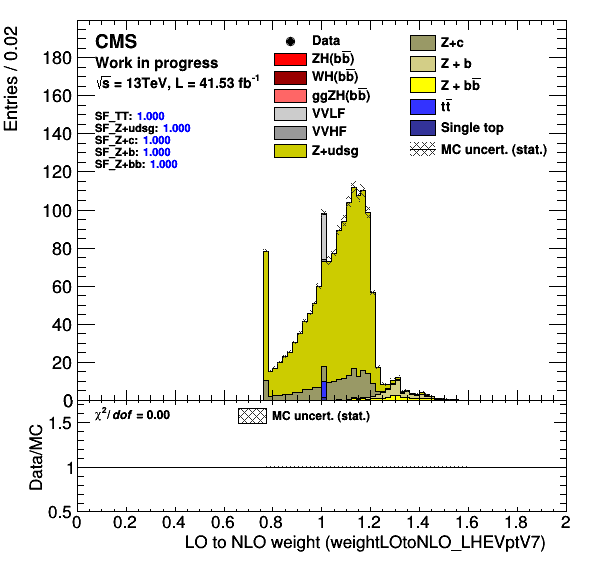 CMS
Work in progress
√s = 13TeV, L = 41.53 fb⁻¹
SF_TT: 1.000
SF_Z+udsg: 1.000
SF_Z+c: 1.000
SF_Z+b: 1.000
SF_Z+bb: 1.000
Data
ZH(bb̅)
WH(bb̅)
ggZH(bb̅)
VVLF
VVHF
Z+udsg
Z+c
Z + b
Z + bb̅
tt̅
Single top
MC uncert. (stat.)
Entries / 0.02
180
160
140
120
100
80
60
40
20
0
χ²/dof = 0.00
MC uncert. (stat.)
Data/MC
1.5
1
0.5
0 0.2 0.4 0.6 0.8 1 1.2 1.4 1.6 1.8 2
LO to NLO weight (weightLOtoNLO_LHEVptV7)